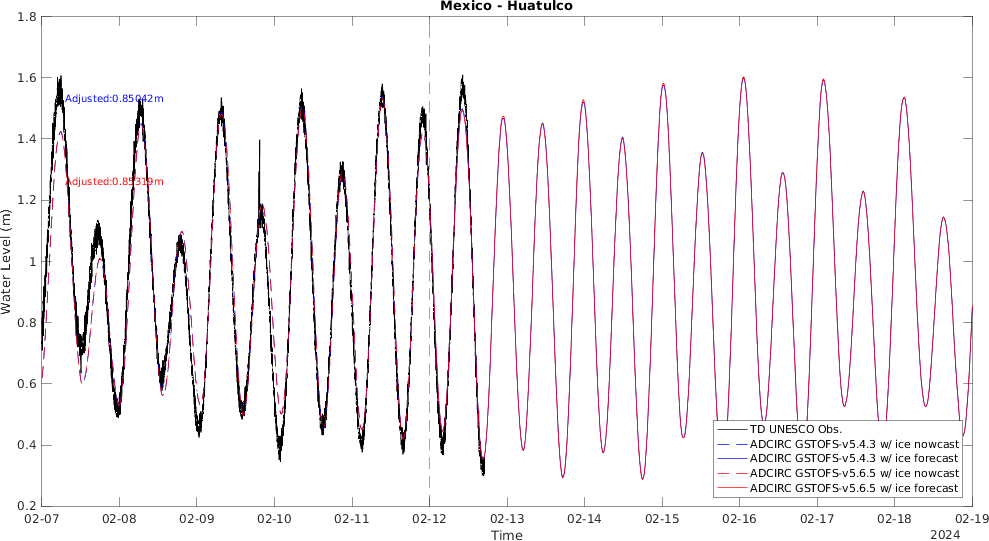 Mexico - Huatulco
1.8
1.6
1.4
1.2
1
0.8
0.6
0.4
0.2
Water Level (m)
Adjusted:0.85042m
Adjusted:0.85319m
TD UNESCO Obs.
ADCIRC GSTOFS-v5.4.3 w/ ice nowcast
ADCIRC GSTOFS-v5.4.3 w/ ice forecast
ADCIRC GSTOFS-v5.6.5 w/ ice nowcast
ADCIRC GSTOFS-v5.6.5 w/ ice forecast
02-07 02-08 02-09 02-10 02-11 02-12 02-13 02-14 02-15 02-16 02-17 02-18 02-19
Time
2024